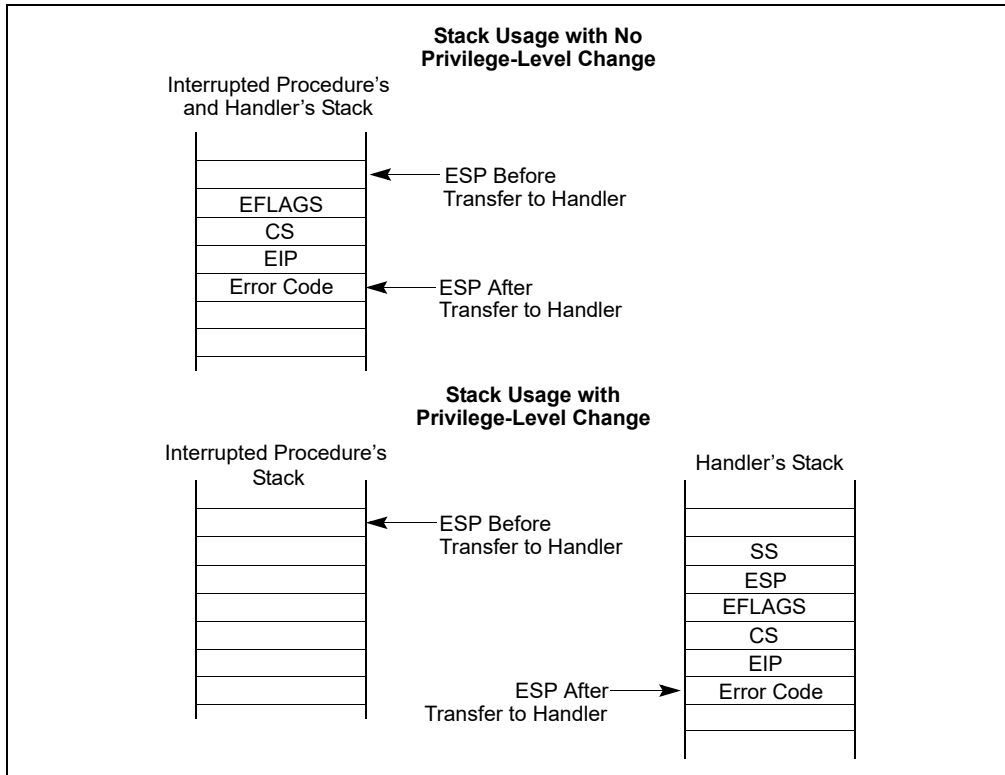 Stack Usage with No
Privilege-Level Change
Interrupted Procedure’s
and Handler’s Stack
ESP Before
Transfer to Handler
EFLAGS
CS
EIP
Error Code
ESP After
Transfer to Handler
Stack Usage with
Privilege-Level Change
Interrupted Procedure’s
Stack
Handler’s Stack
ESP Before
Transfer to Handler
SS
ESP
EFLAGS
CS
EIP
Error Code
ESP After
Transfer to Handler